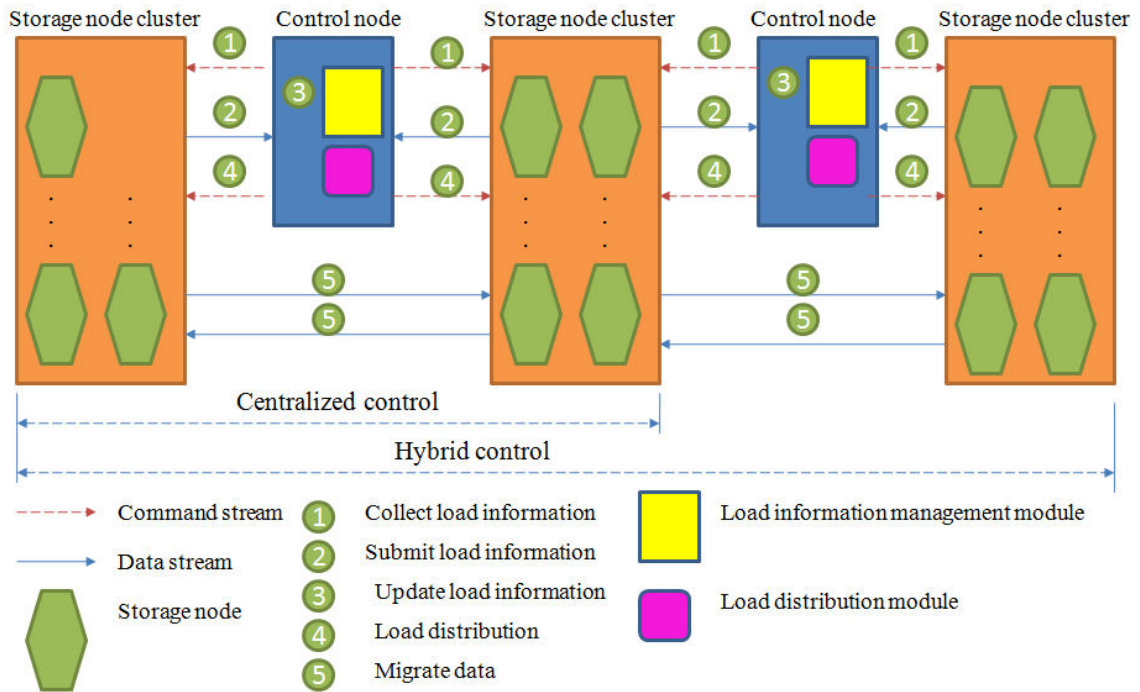 Storage node cluster
Control node
Storage node cluster
Control node
Storage node cluster
1
1
1
1
3
3
2
2
2
2
4
4
4
4
5
5
5
5
Centralized control
Hybrid control
Command stream
Data stream
Storage node
1 Collect load information
2 Submit load information
3 Update load information
4 Load distribution
5 Migrate data
Load information management module
Load distribution module